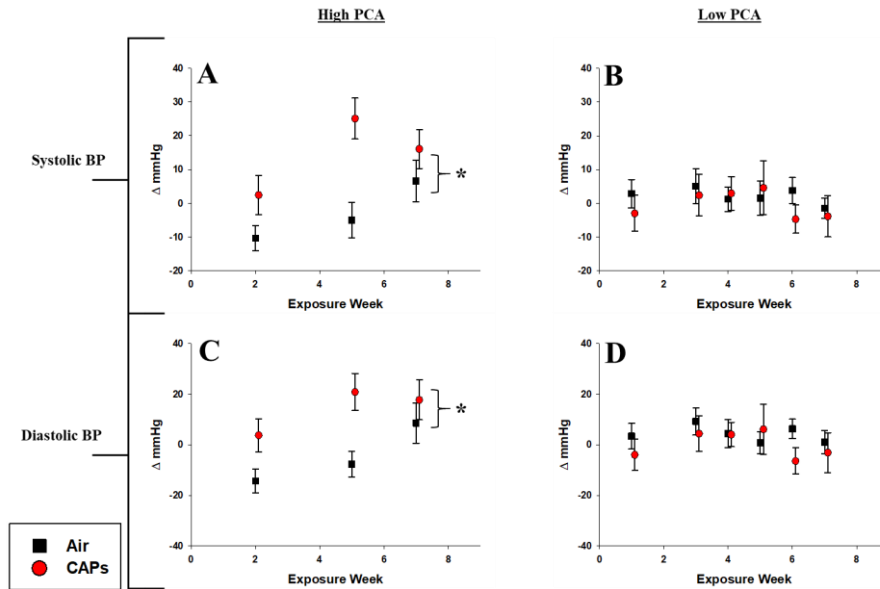 High PCA
Low PCA
A
B
Systolic BP
Δ mmHg
40
30
20
10
0
-10
-20
*
0 2 4 6 8
Exposure Week
Δ mmHg
40
30
20
10
0
-10
-20
0 2 4 6 8
Exposure Week
C
D
Diastolic BP
Δ mmHg
40
20
0
-20
-40
*
0 2 4 6 8
Exposure Week
Δ mmHg
40
20
0
-20
-40
0 2 4 6 8
Exposure Week
Air
CAPs